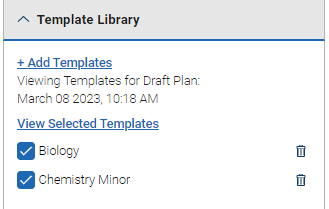 Template Library
+ Add Templates
Viewing Templates for Draft Plan:
March 08 2023, 10:18 AM
View Selected Templates
Biology
Chemistry Minor